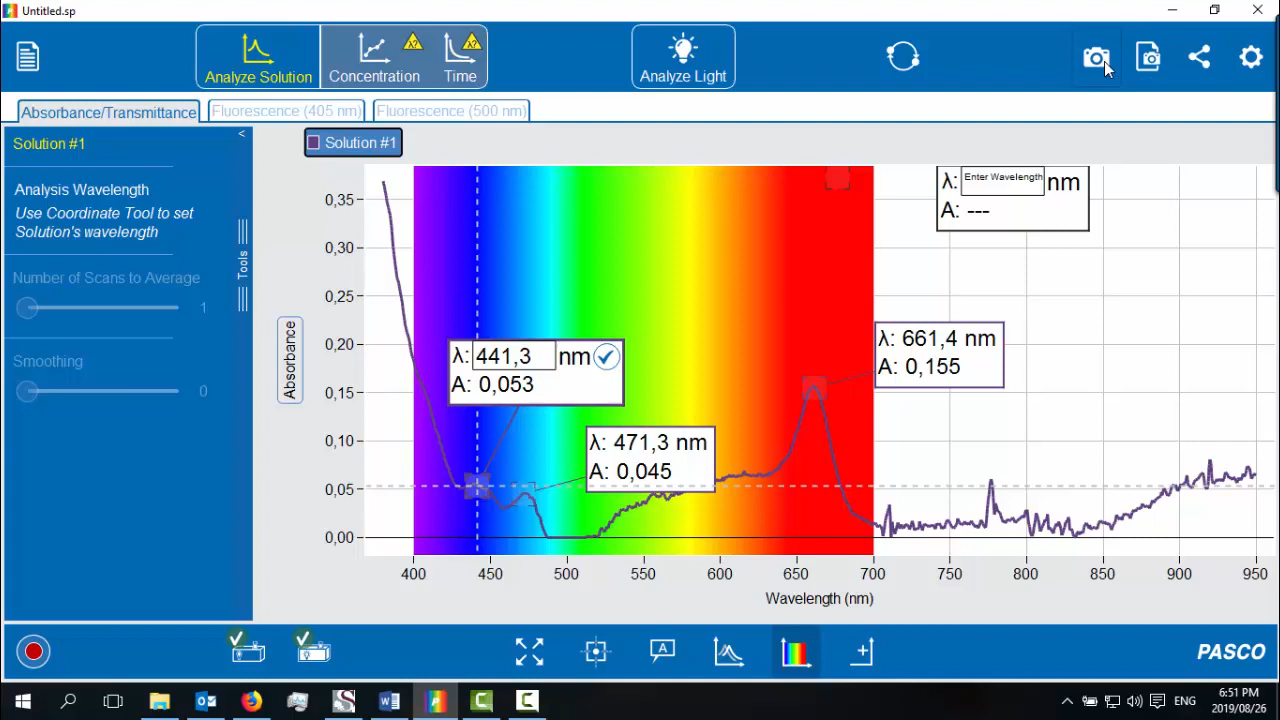 Untitled.sp
Analyze Solution
Concentration
λ?
Time
λ?
Analyze Light
Absorbance/Transmittance
Fluorescence (405 nm)
Fluorescence (500 nm)
Solution #1
<
Analysis Wavelength
Use Coordinate Tool to set
Solution's wavelength
Number of Scans to Average
1
Smoothing
0
Tools
Solution #1
Absorbance
0,35
0,30
0,25
0,20
0,15
0,10
0,05
0,00
λ: Enter Wavelength nm
A: ---
λ: 441,3 nm
A: 0,053
λ: 471,3 nm
A: 0,045
λ: 661,4 nm
A: 0,155
400 450 500 550 600 650 700 750 800 850 900 950
Wavelength (nm)
A
PASCO
ENG
6:51 PM
2019/08/26